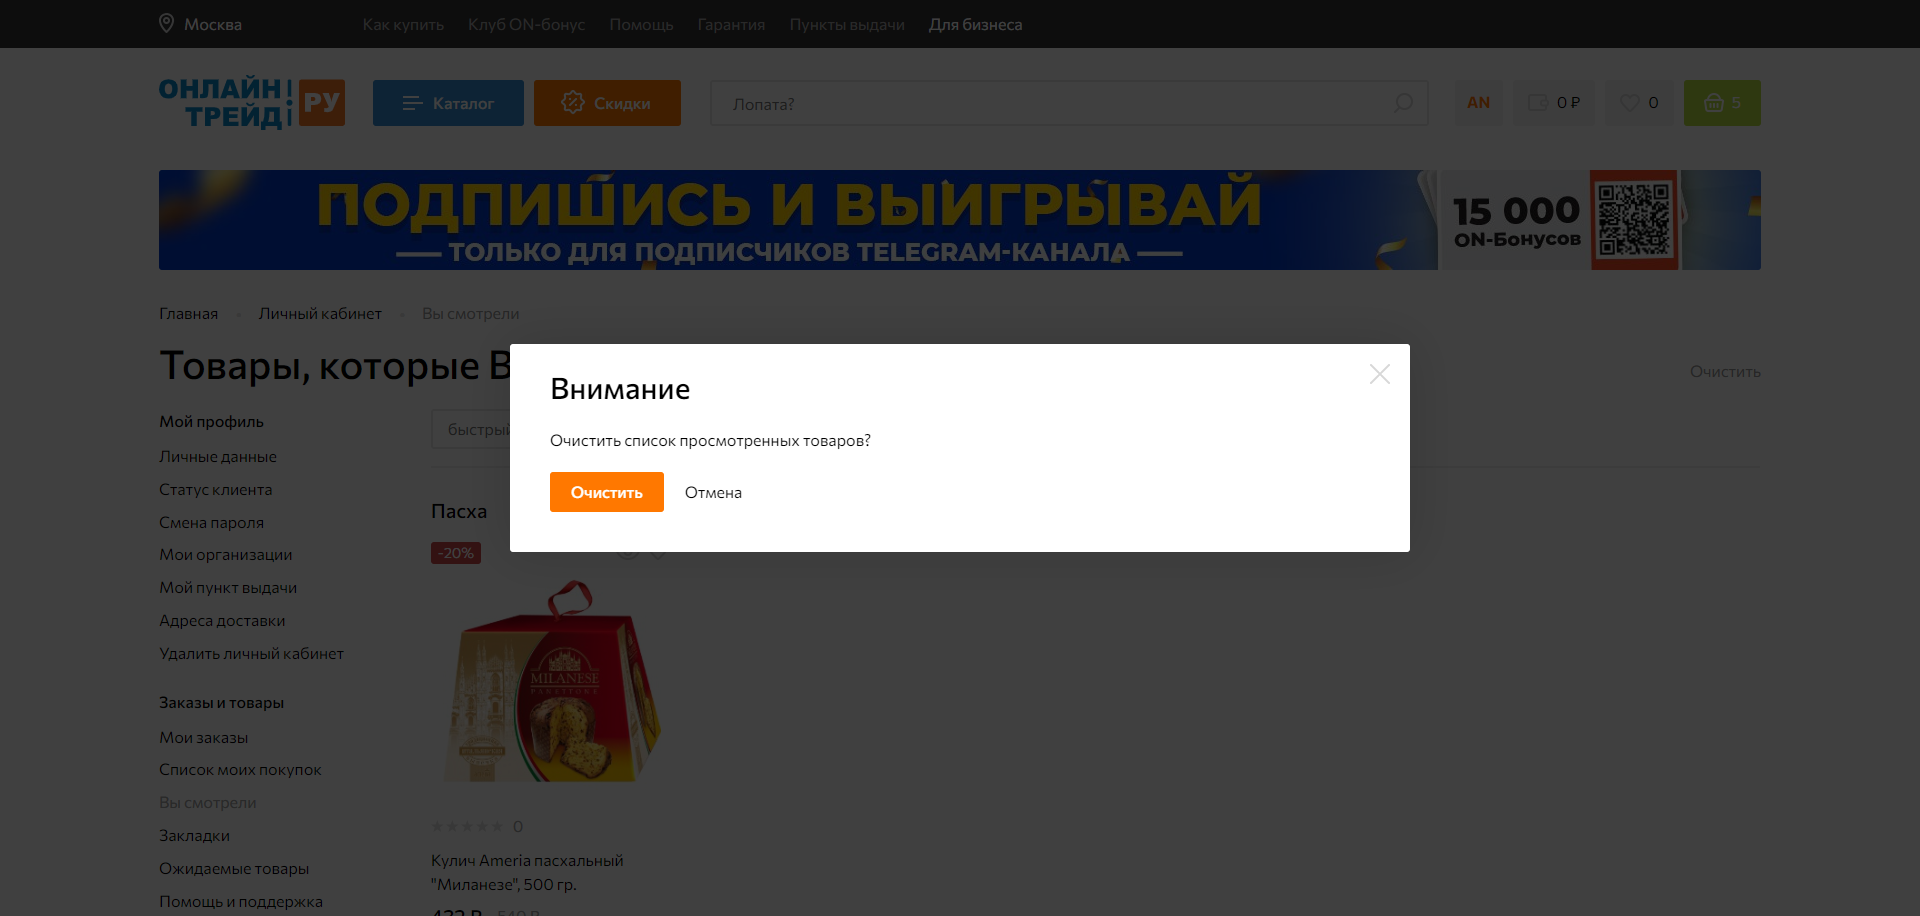 Москва
Как купить
Клуб ON-бонус
Помощь
Гарантия
Пункты выдачи
Для бизнеса
ОНЛАЙН
ТРЕЙД
РУ
Каталог
Скидки
Лопата?
AN
0 ₽
0
5
ПОДПИШИСЬ И ВЫИГРЫВАЙ
ТОЛЬКО ДЛЯ ПОДПИСЧИКОВ TELEGRAM-КАНАЛА
15 000
ON-Бонусов
Главная
Личный кабинет
Вы смотрели
Товары, которые В
Очистить
Внимание
Очистить список просмотренных товаров?
Очистить
Отмена
Мой профиль
Личные данные
Статус клиента
Смена пароля
Мои организации
Мой пункт выдачи
Адреса доставки
Удалить личный кабинет
Заказы и товары
Мои заказы
Список моих покупок
Вы смотрели
Закладки
Ожидаемые товары
Помощь и поддержка
быстрый
Пасха
-20%
MILANESE
0
Кулич Ameria пасхальный
"Миланезе", 500 гр.
432 ₽
540 ₽